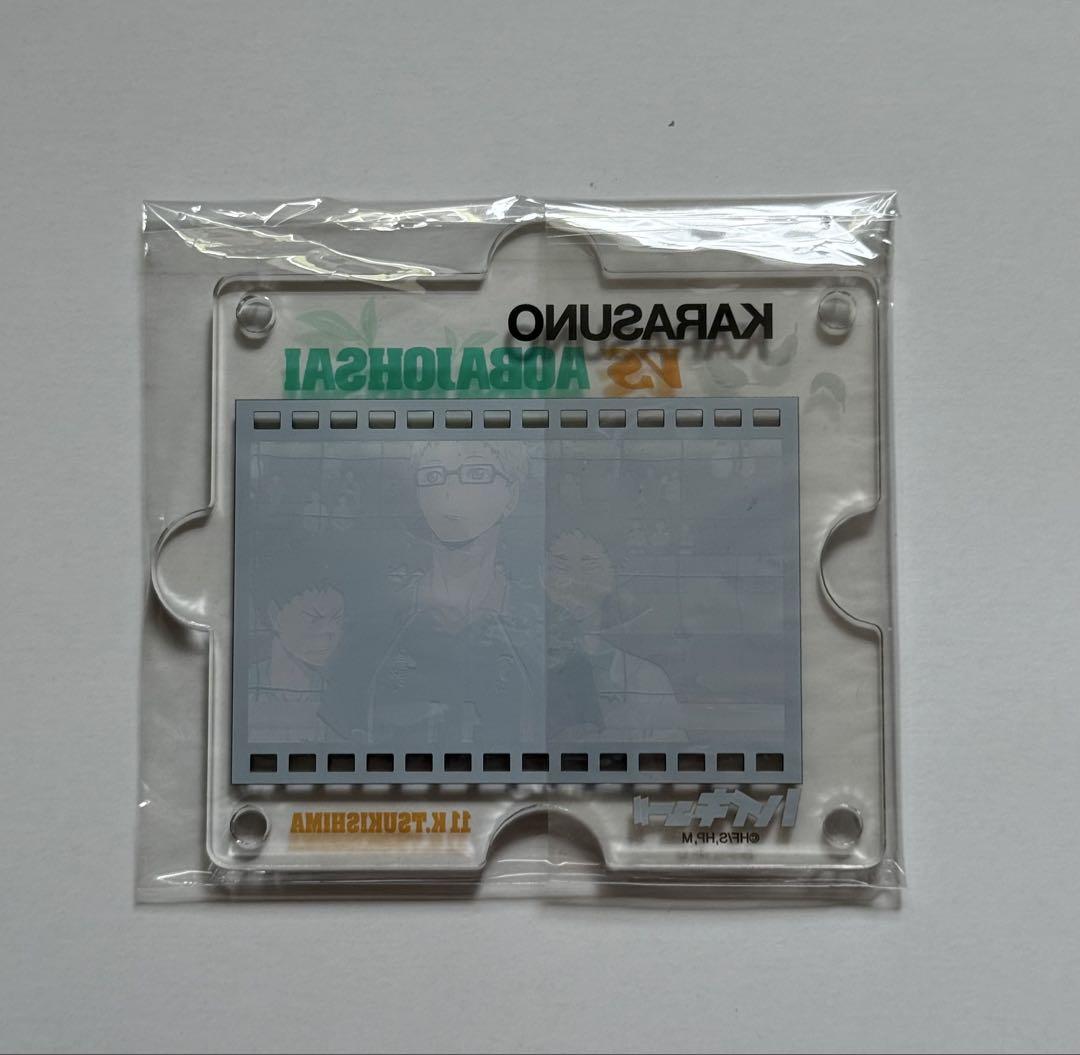 KARASUNO
VS AOBAJOHSAI
ハイキュー!!
©HF/S,HP,M
11 K.TSUKISHIMA